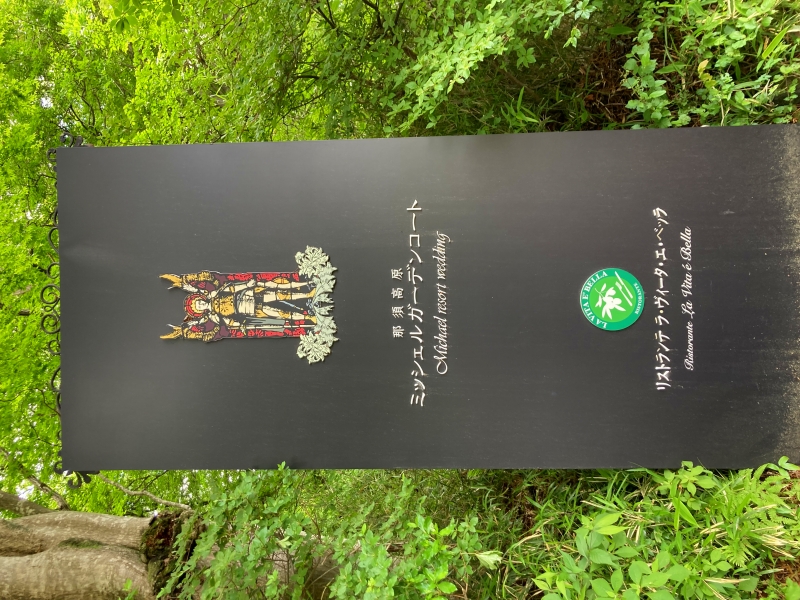 那須高原
ミッシェルガーデンコート
Michael resort wedding
LA VITA E' BELLA
RISTORANTE
リストランテ ラ・ヴィータ・エ・ベッラ
Ristorante La Vita é Bella